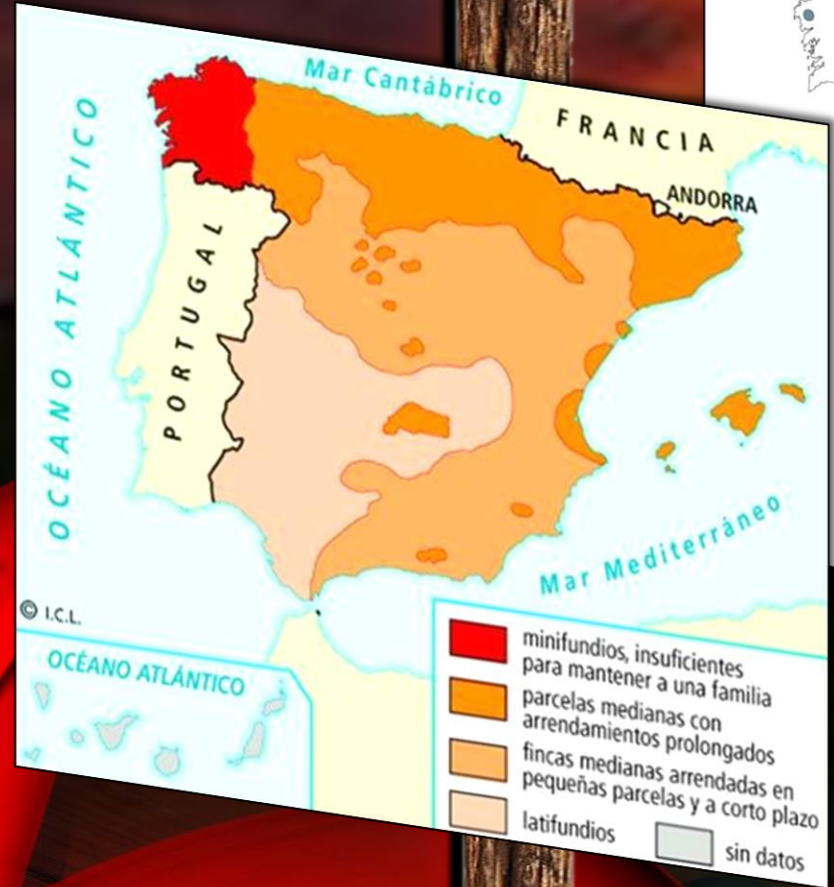 Mar Cantábrico
FRANCIA
ANDORRA
OCÉANO ATLÁNTICO
PORTUGAL
Mar Mediterráneo
© I.C.L.
OCÉANO ATLÁNTICO
minifundios, insuficientes
para mantener a una familia
parcelas medianas con
arrendamientos prolongados
fincas medianas arrendadas en
pequeñas parcelas y a corto plazo
latifundios
sin datos